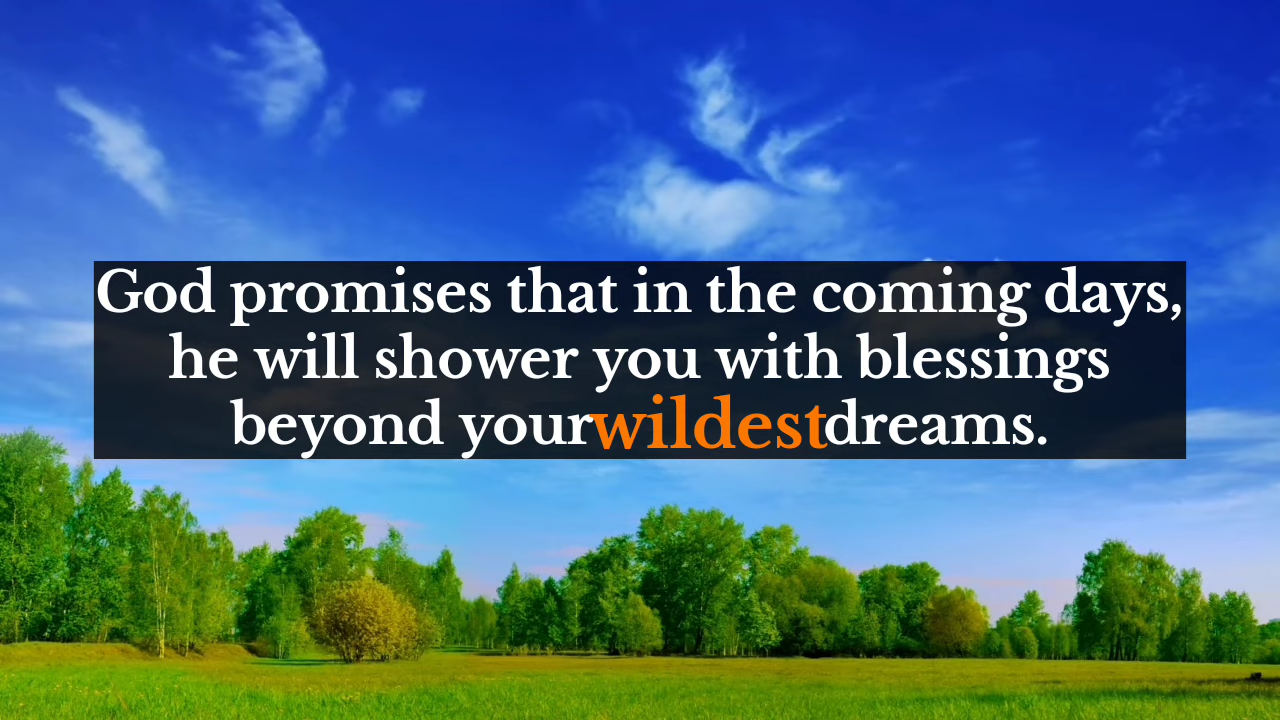 God promises that in the coming days,
he will shower you with blessings
beyond your wildest dreams.